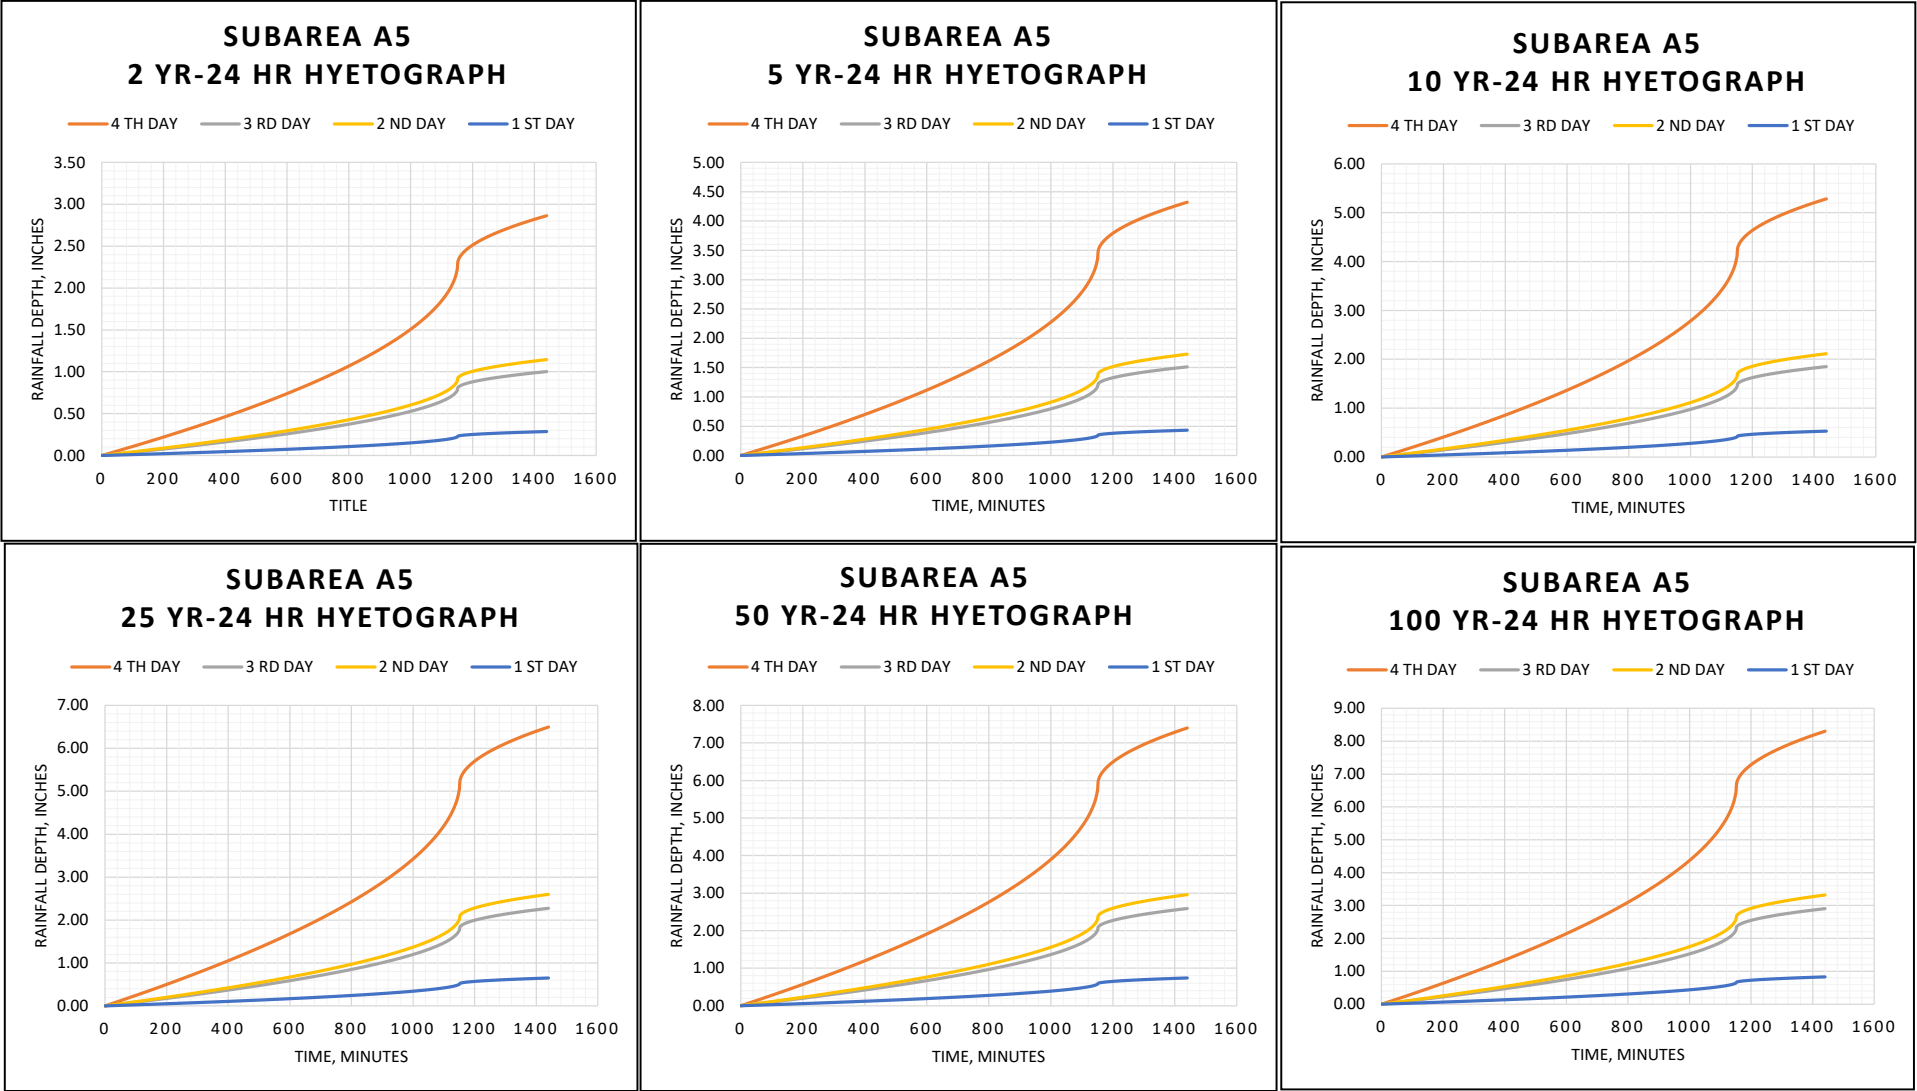 SUBAREA A5
2 YR-24 HR HYETOGRAPH
4 TH DAY 3 RD DAY 2 ND DAY 1 ST DAY
3.50
3.00
2.50
2.00
1.50
1.00
0.50
0.00
RAINFALL DEPTH, INCHES
0 200 400 600 800 1000 1200 1400 1600
TITLE
SUBAREA A5
5 YR-24 HR HYETOGRAPH
4 TH DAY 3 RD DAY 2 ND DAY 1 ST DAY
5.00
4.50
4.00
3.50
3.00
2.50
2.00
1.50
1.00
0.50
0.00
RAINFALL DEPTH, INCHES
0 200 400 600 800 1000 1200 1400 1600
TIME, MINUTES
SUBAREA A5
10 YR-24 HR HYETOGRAPH
4 TH DAY 3 RD DAY 2 ND DAY 1 ST DAY
6.00
5.00
4.00
3.00
2.00
1.00
0.00
RAINFALL DEPTH, INCHES
0 200 400 600 800 1000 1200 1400 1600
TIME, MINUTES
SUBAREA A5
25 YR-24 HR HYETOGRAPH
4 TH DAY 3 RD DAY 2 ND DAY 1 ST DAY
7.00
6.00
5.00
4.00
3.00
2.00
1.00
0.00
RAINFALL DEPTH, INCHES
0 200 400 600 800 1000 1200 1400 1600
TIME, MINUTES
SUBAREA A5
50 YR-24 HR HYETOGRAPH
4 TH DAY 3 RD DAY 2 ND DAY 1 ST DAY
8.00
7.00
6.00
5.00
4.00
3.00
2.00
1.00
0.00
RAINFALL DEPTH, INCHES
0 200 400 600 800 1000 1200 1400 1600
TIME, MINUTES
SUBAREA A5
100 YR-24 HR HYETOGRAPH
4 TH DAY 3 RD DAY 2 ND DAY 1 ST DAY
9.00
8.00
7.00
6.00
5.00
4.00
3.00
2.00
1.00
0.00
RAINFALL DEPTH, INCHES
0 200 400 600 800 1000 1200 1400 1600
TIME, MINUTES